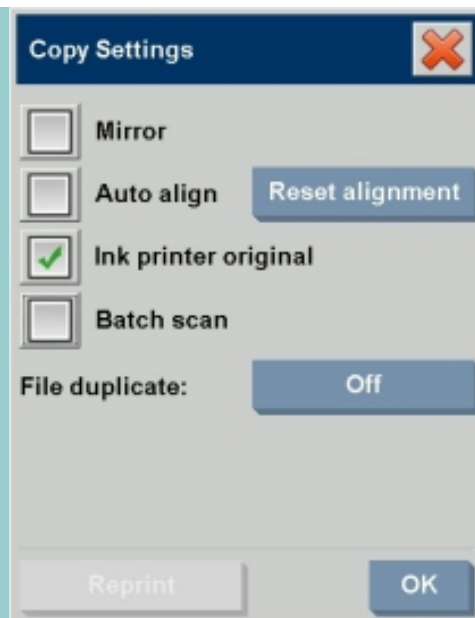 Copy Settings
Mirror
Auto align Reset alignment
Ink printer original
Batch scan
File duplicate: Off
Reprint OK